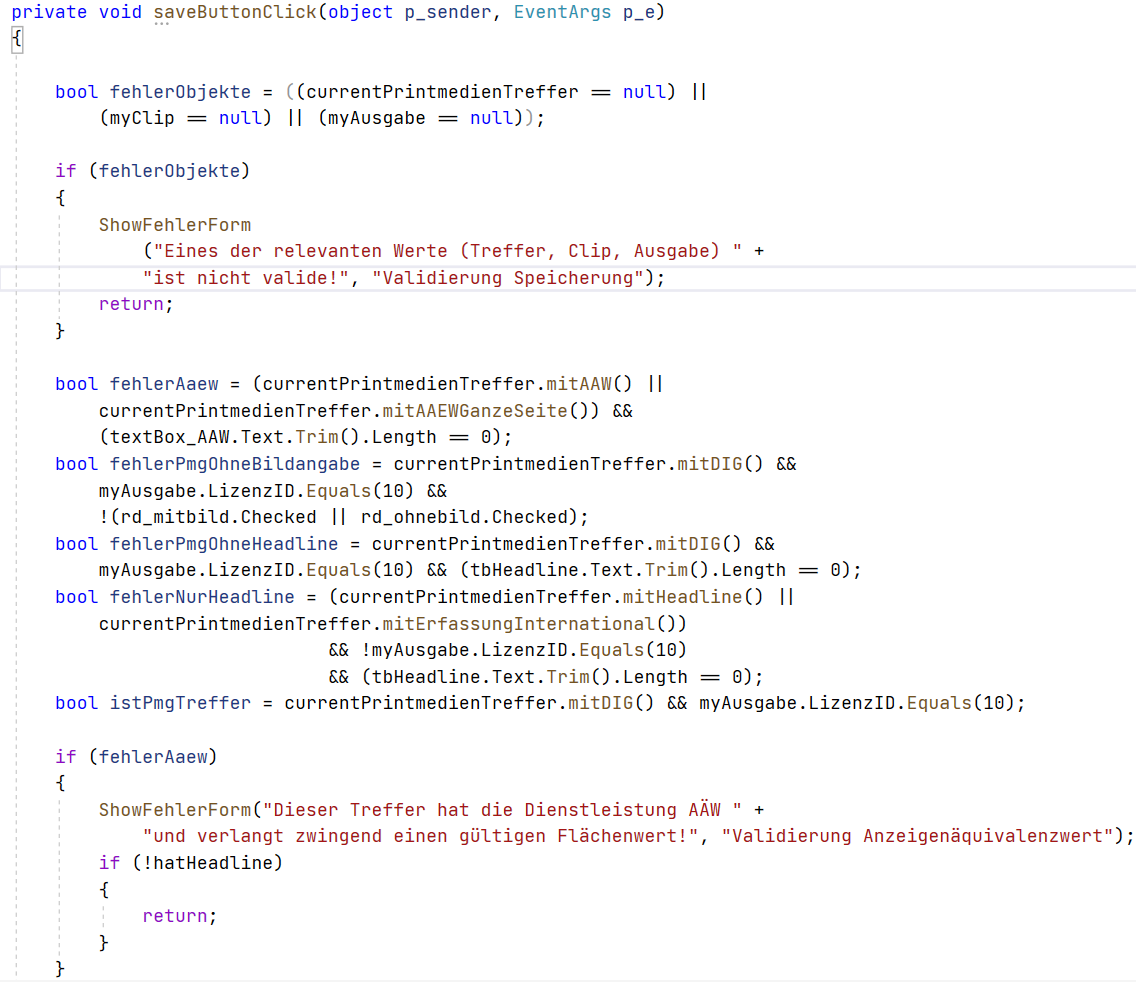 private void saveButtonClick(object p_sender, EventArgs p_e)
{
bool fehlerObjekte = ((currentPrintmedienTreffer == null) ||
(myClip == null) || (myAusgabe == null));
if (fehlerObjekte)
{
ShowFehlerForm
("Eines der relevanten Werte (Treffer, Clip, Ausgabe) " +
"ist nicht valide!", "Validierung Speicherung");
return;
}
bool fehlerAaew = (currentPrintmedienTreffer.mitAAW() ||
currentPrintmedienTreffer.mitAAEWGanzeSeite()) &&
(textBox_AAW.Text.Trim().Length == 0);
bool fehlerPmgOhneBildangabe = currentPrintmedienTreffer.mitDIG() &&
myAusgabe.LizenzID.Equals(10) &&
!(rd_mitbild.Checked || rd_ohnebild.Checked);
bool fehlerPmgOhneHeadline = currentPrintmedienTreffer.mitDIG() &&
myAusgabe.LizenzID.Equals(10) && (tbHeadline.Text.Trim().Length == 0);
bool fehlerNurHeadline = (currentPrintmedienTreffer.mitHeadline() ||
currentPrintmedienTreffer.mitErfassungInternational())
&& !myAusgabe.LizenzID.Equals(10)
&& (tbHeadline.Text.Trim().Length == 0);
bool istPmgTreffer = currentPrintmedienTreffer.mitDIG() && myAusgabe.LizenzID.Equals(10);
if (fehlerAaew)
{
ShowFehlerForm("Dieser Treffer hat die Dienstleistung AÄW " +
"und verlangt zwingend einen gültigen Flächenwert!", "Validierung Anzeigenäquivalenzwert");
if (!hatHeadline)
{
return;
}
}